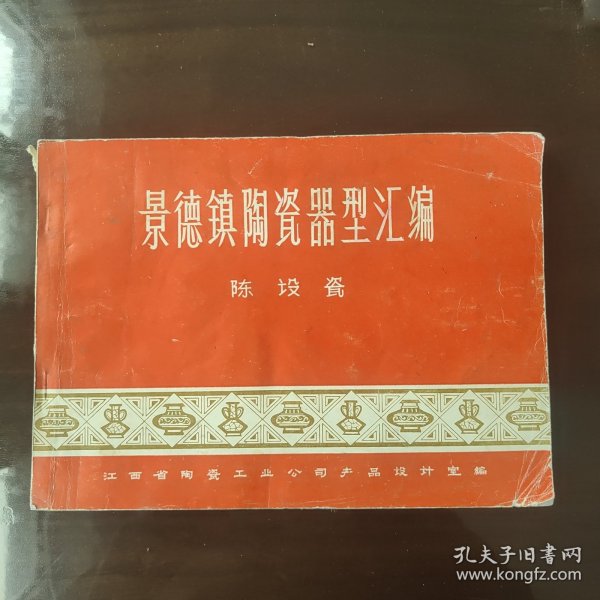 景德镇陶瓷器型汇编
陈设瓷
江西省陶瓷工业公司产品设计室编
孔夫子旧书网
www.kongfz.com